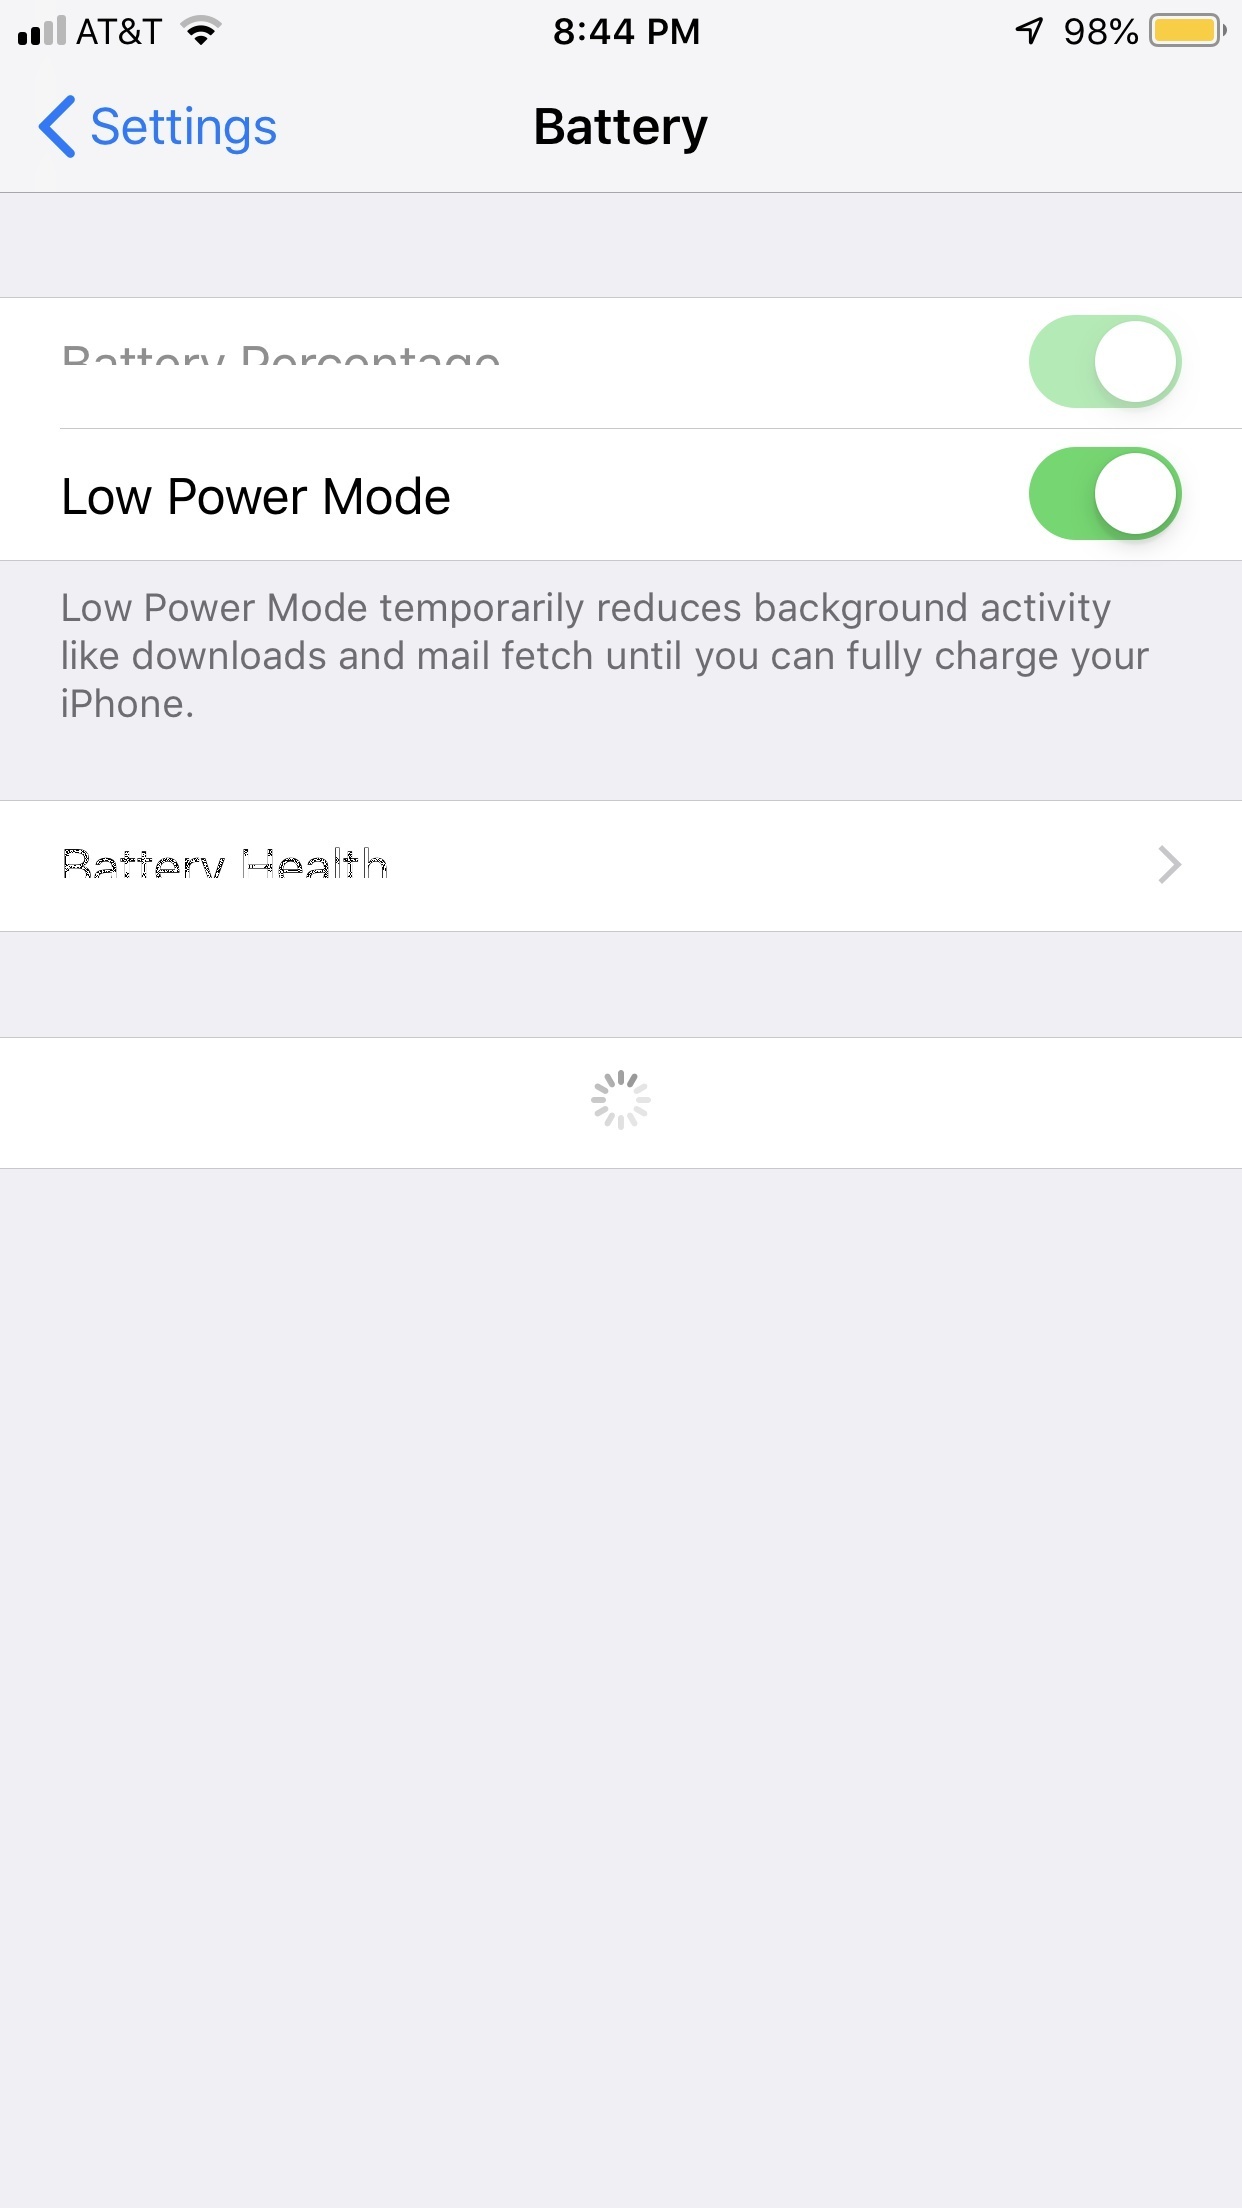 AT&T 8:44 PM 98%
Settings Battery
Battery Percentage
Low Power Mode
Low Power Mode temporarily reduces background activity
like downloads and mail fetch until you can fully charge your
iPhone.
Battery Health